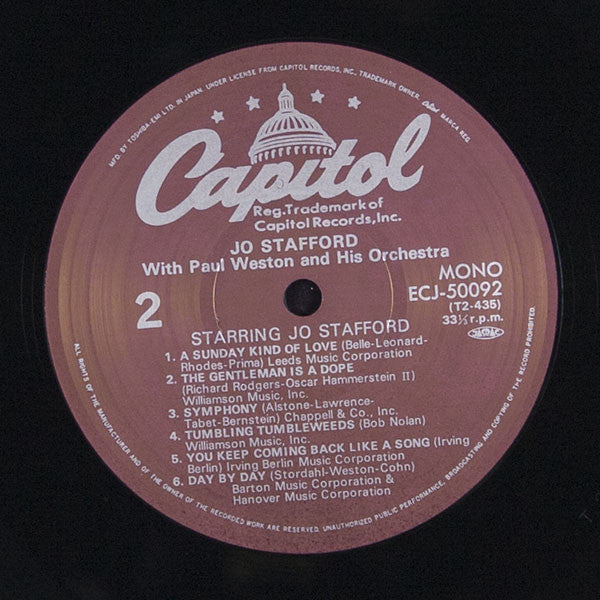 MFD. BY TOSHIBA-EMI LTD. IN JAPAN. UNDER LICENSE FROM CAPITOL RECORDS, INC., TRADEMARK OWNER. MARCA REG.
Capitol
Reg.Trademark of
Capitol Records,Inc.
JO STAFFORD
With Paul Weston and His Orchestra
2
MONO
ECJ-50092
(T2-435)
33⅓ r.p.m.
JASRAC
STARRING JO STAFFORD
1. A SUNDAY KIND OF LOVE (Belle-Leonard-
Rhodes-Prima) Leeds Music Corporation
2. THE GENTLEMAN IS A DOPE
(Richard Rodgers-Oscar Hammerstein II)
Williamson Music, Inc.
3. SYMPHONY (Alstone-Lawrence-
Tabet-Bernstein) Chappell & Co., Inc.
4. TUMBLING TUMBLEWEEDS (Bob Nolan)
Williamson Music, Inc.
5. YOU KEEP COMING BACK LIKE A SONG (Irving
Berlin) Irving Berlin Music Corporation
6. DAY BY DAY (Stordahl-Weston-Cohn)
Barton Music Corporation &
Hanover Music Corporation
ALL RIGHTS OF THE MANUFACTURER AND OF THE OWNER OF THE RECORDED WORK ARE RESERVED. UNAUTHORIZED PUBLIC PERFORMANCE, BROADCASTING AND COPYING OF THE RECORD PROHIBITED.